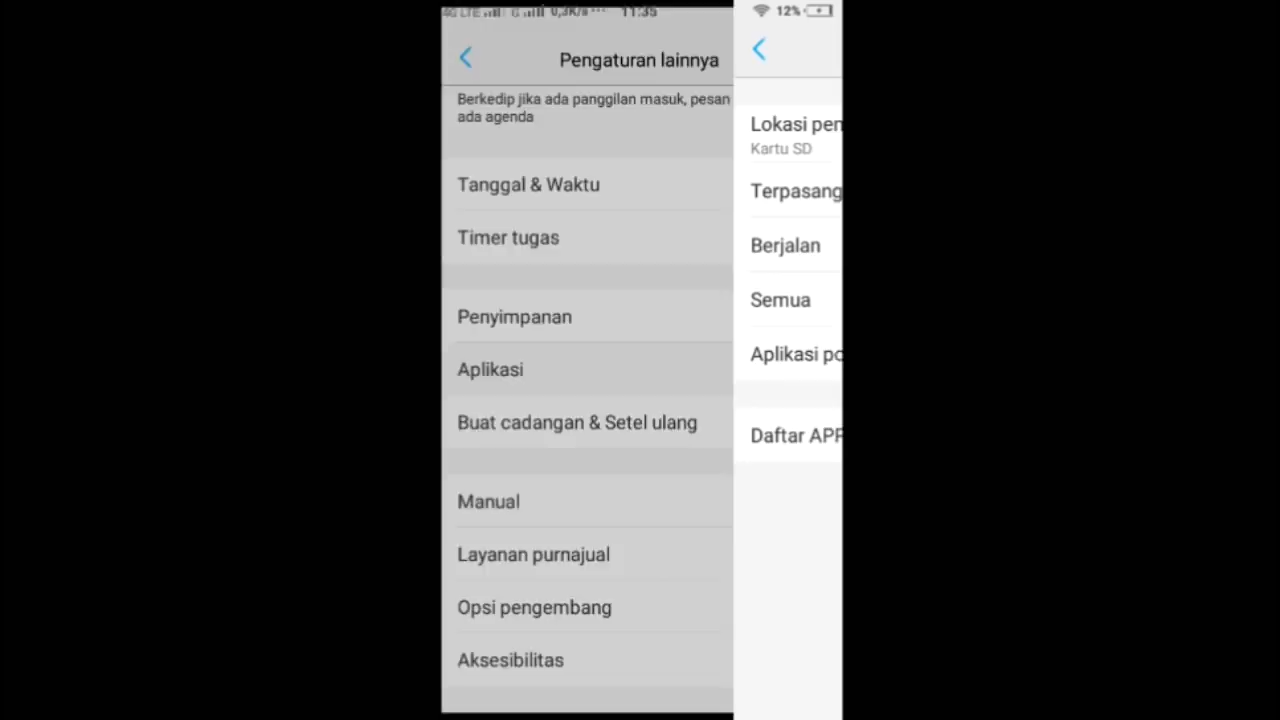 4G LTE G 0,3K/s ... 11:35
12%
Pengaturan lainnya
Berkedip jika ada panggilan masuk, pesan
ada agenda
Tanggal & Waktu
Timer tugas
Penyimpanan
Aplikasi
Buat cadangan & Setel ulang
Manual
Layanan purnajual
Opsi pengembang
Aksesibilitas
Lokasi pen
Kartu SD
Terpasang
Berjalan
Semua
Aplikasi po
Daftar APP